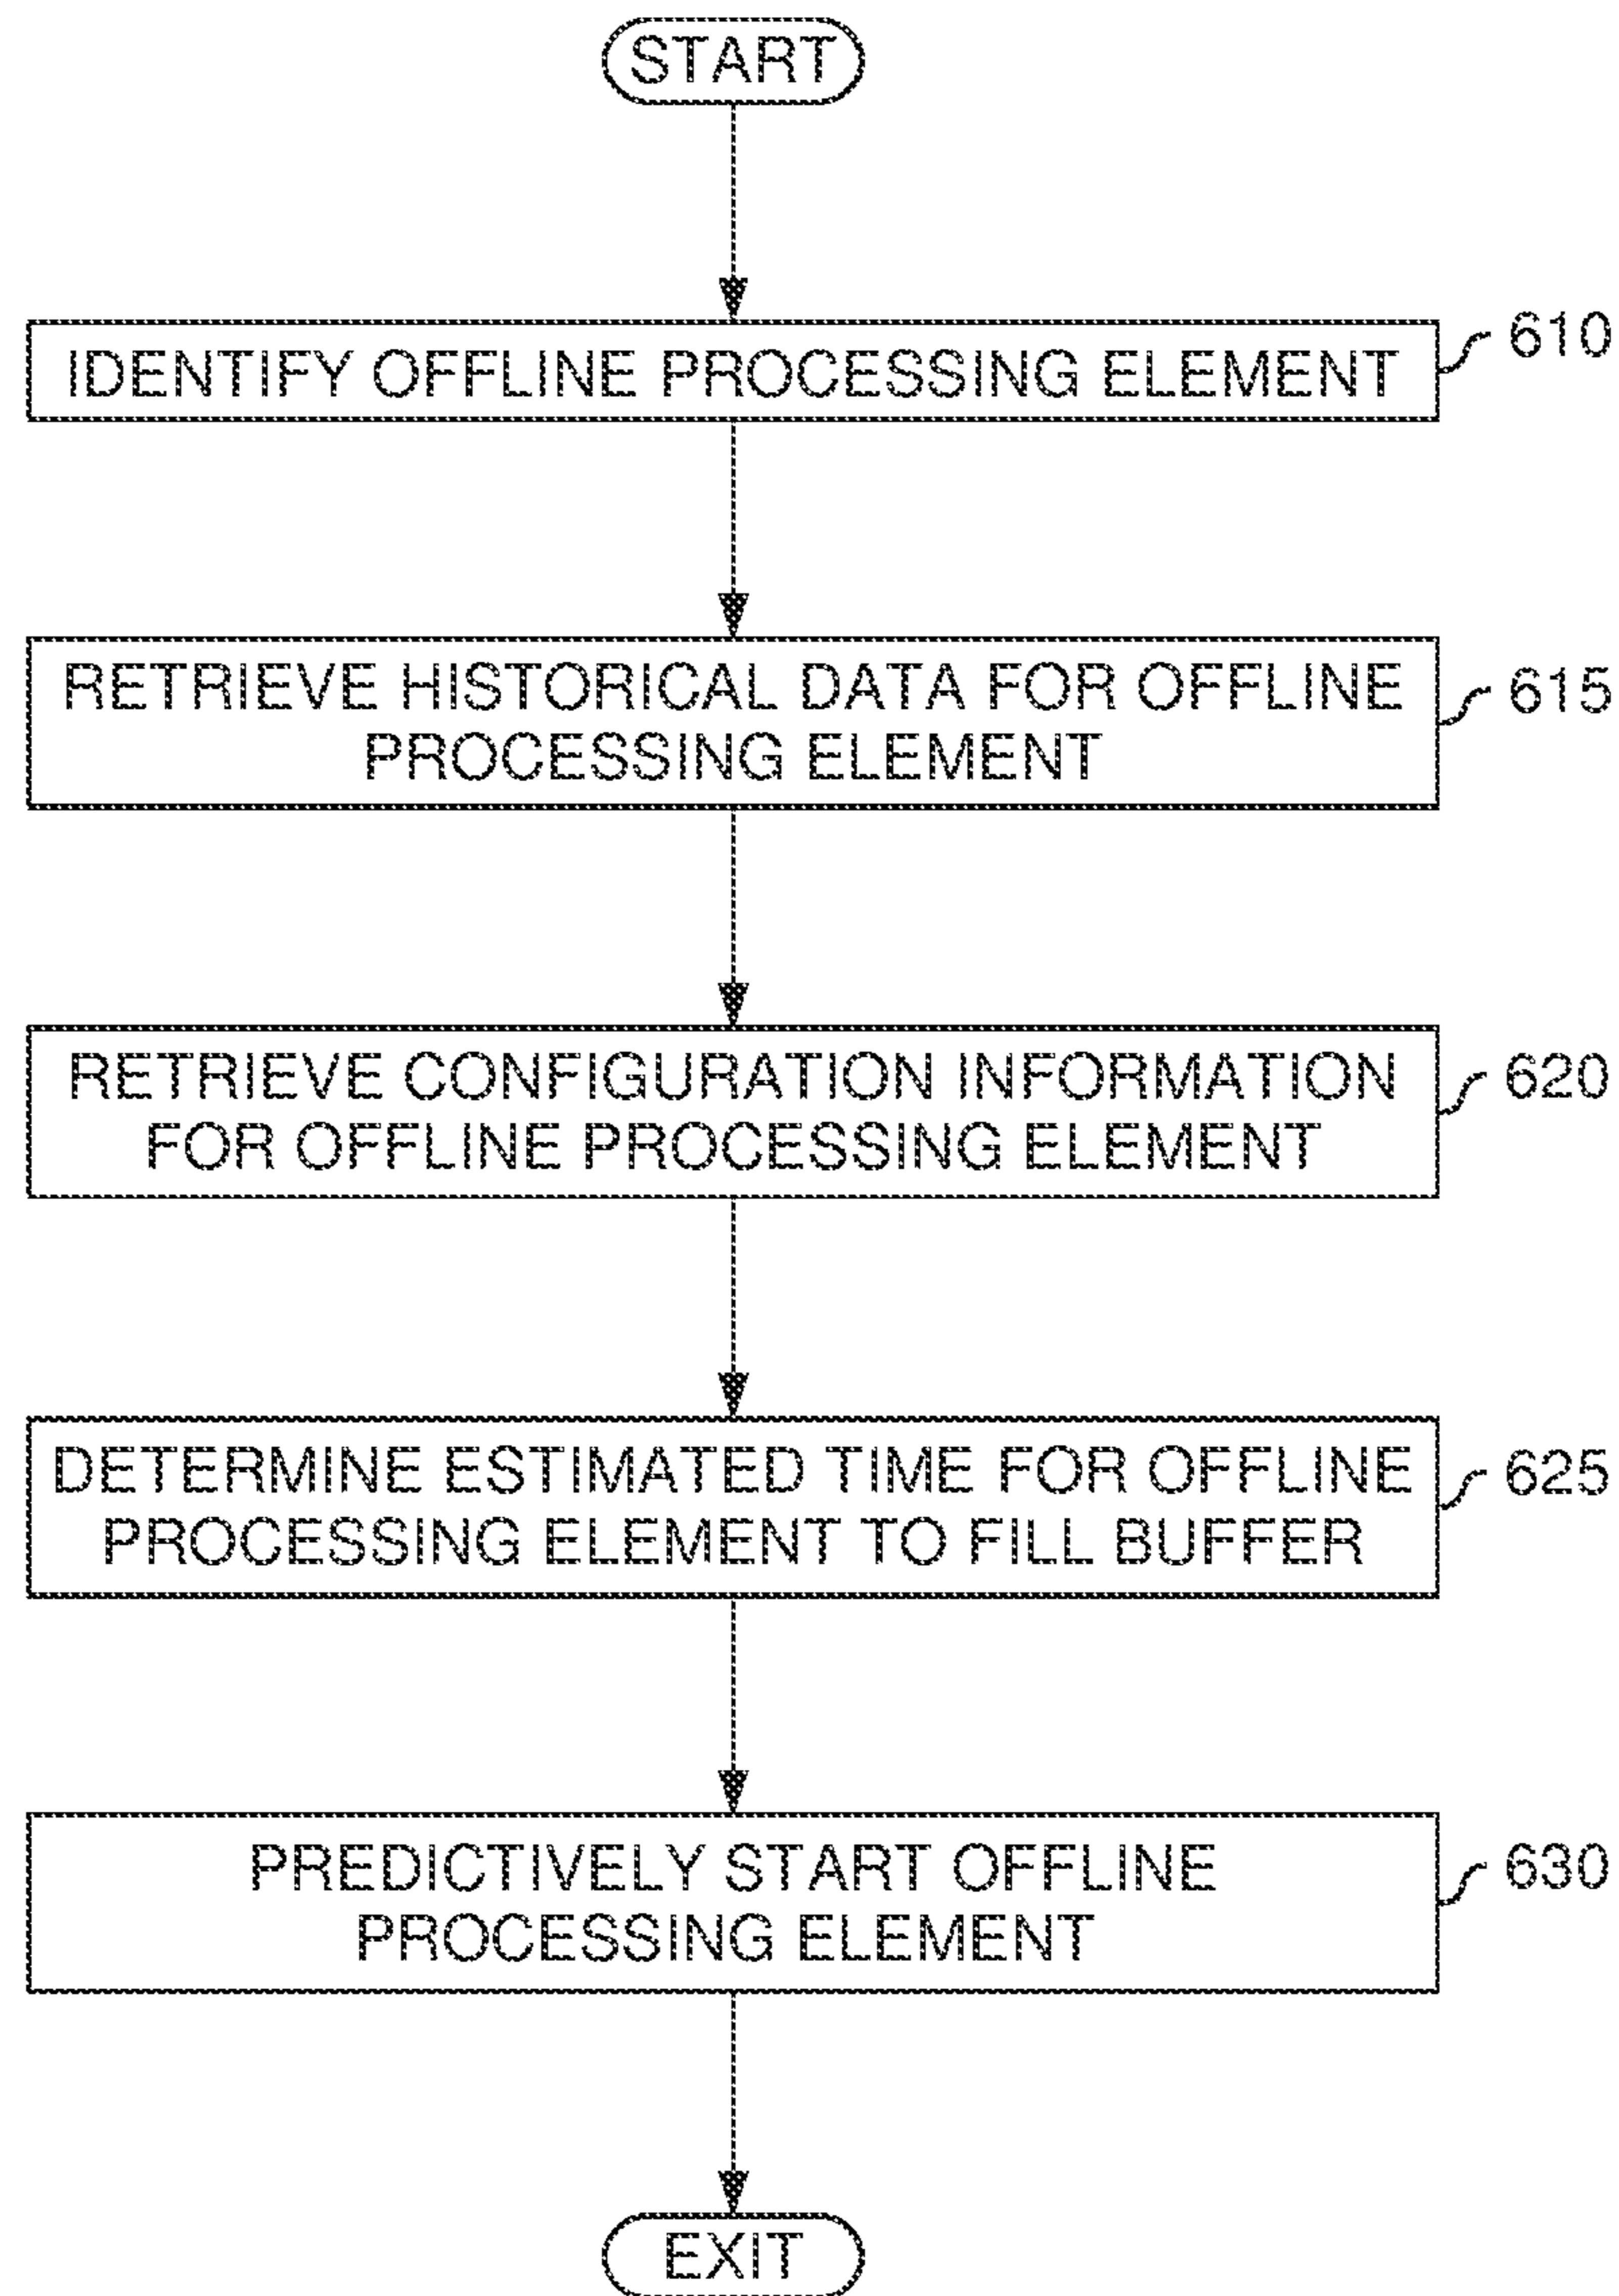 START
IDENTIFY OFFLINE PROCESSING ELEMENT
610
RETRIEVE HISTORICAL DATA FOR OFFLINE
PROCESSING ELEMENT
615
RETRIEVE CONFIGURATION INFORMATION
FOR OFFLINE PROCESSING ELEMENT
620
DETERMINE ESTIMATED TIME FOR OFFLINE
PROCESSING ELEMENT TO FILL BUFFER
625
PREDICTIVELY START OFFLINE
PROCESSING ELEMENT
630
EXIT